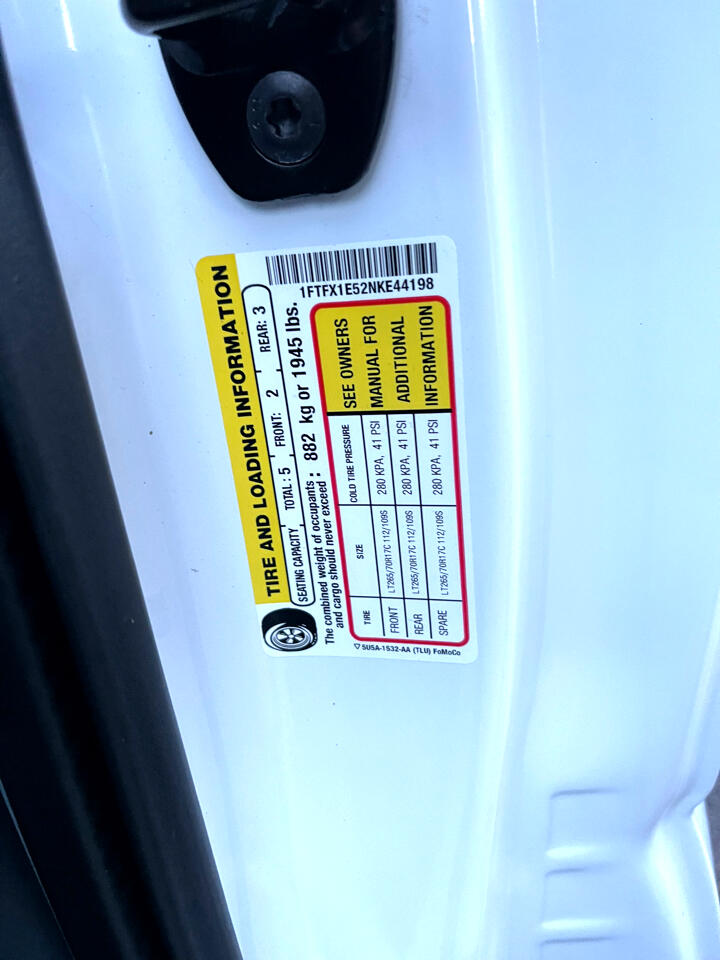 1FTFX1E52NKE44198
TIRE AND LOADING INFORMATION
SEATING CAPACITY TOTAL : 5 FRONT: 2 REAR: 3
The combined weight of occupants and cargo should never exceed : 882 kg or 1945 lbs.
TIRE SIZE COLD TIRE PRESSURE
FRONT LT265/70R17C 112/109S 280 KPA, 41 PSI
REAR LT265/70R17C 112/109S 280 KPA, 41 PSI
SPARE LT265/70R17C 112/109S 280 KPA, 41 PSI
SEE OWNERS
MANUAL FOR
ADDITIONAL
INFORMATION
5U5A-1532-AA (TLU) FoMoCo